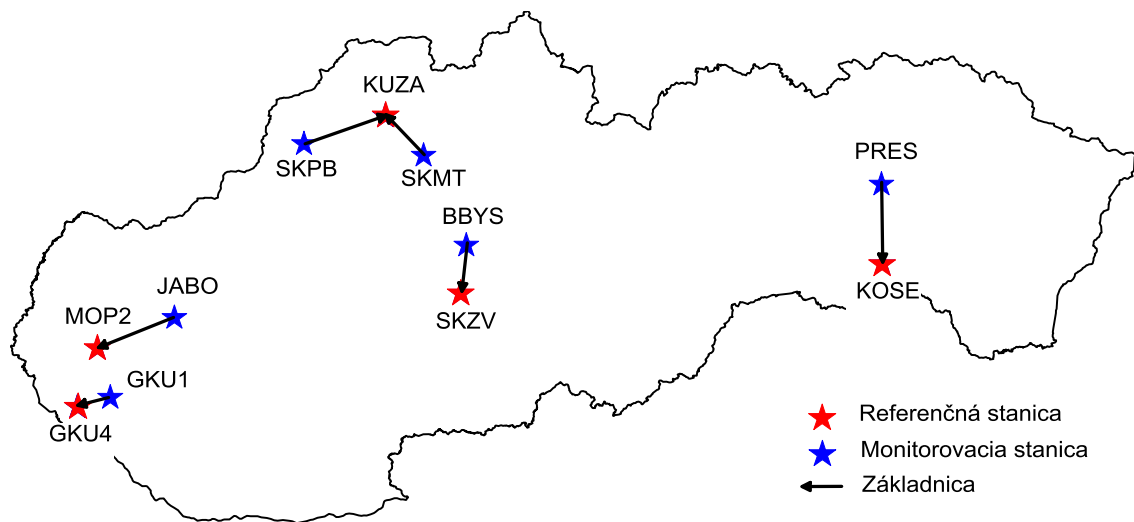 KUZA
SKPB
SKMT
PRES
BBYS
KOSE
JABO
MOP2
SKZV
GKU1
GKU4
Referenčná stanica
Monitorovacia stanica
Základnica